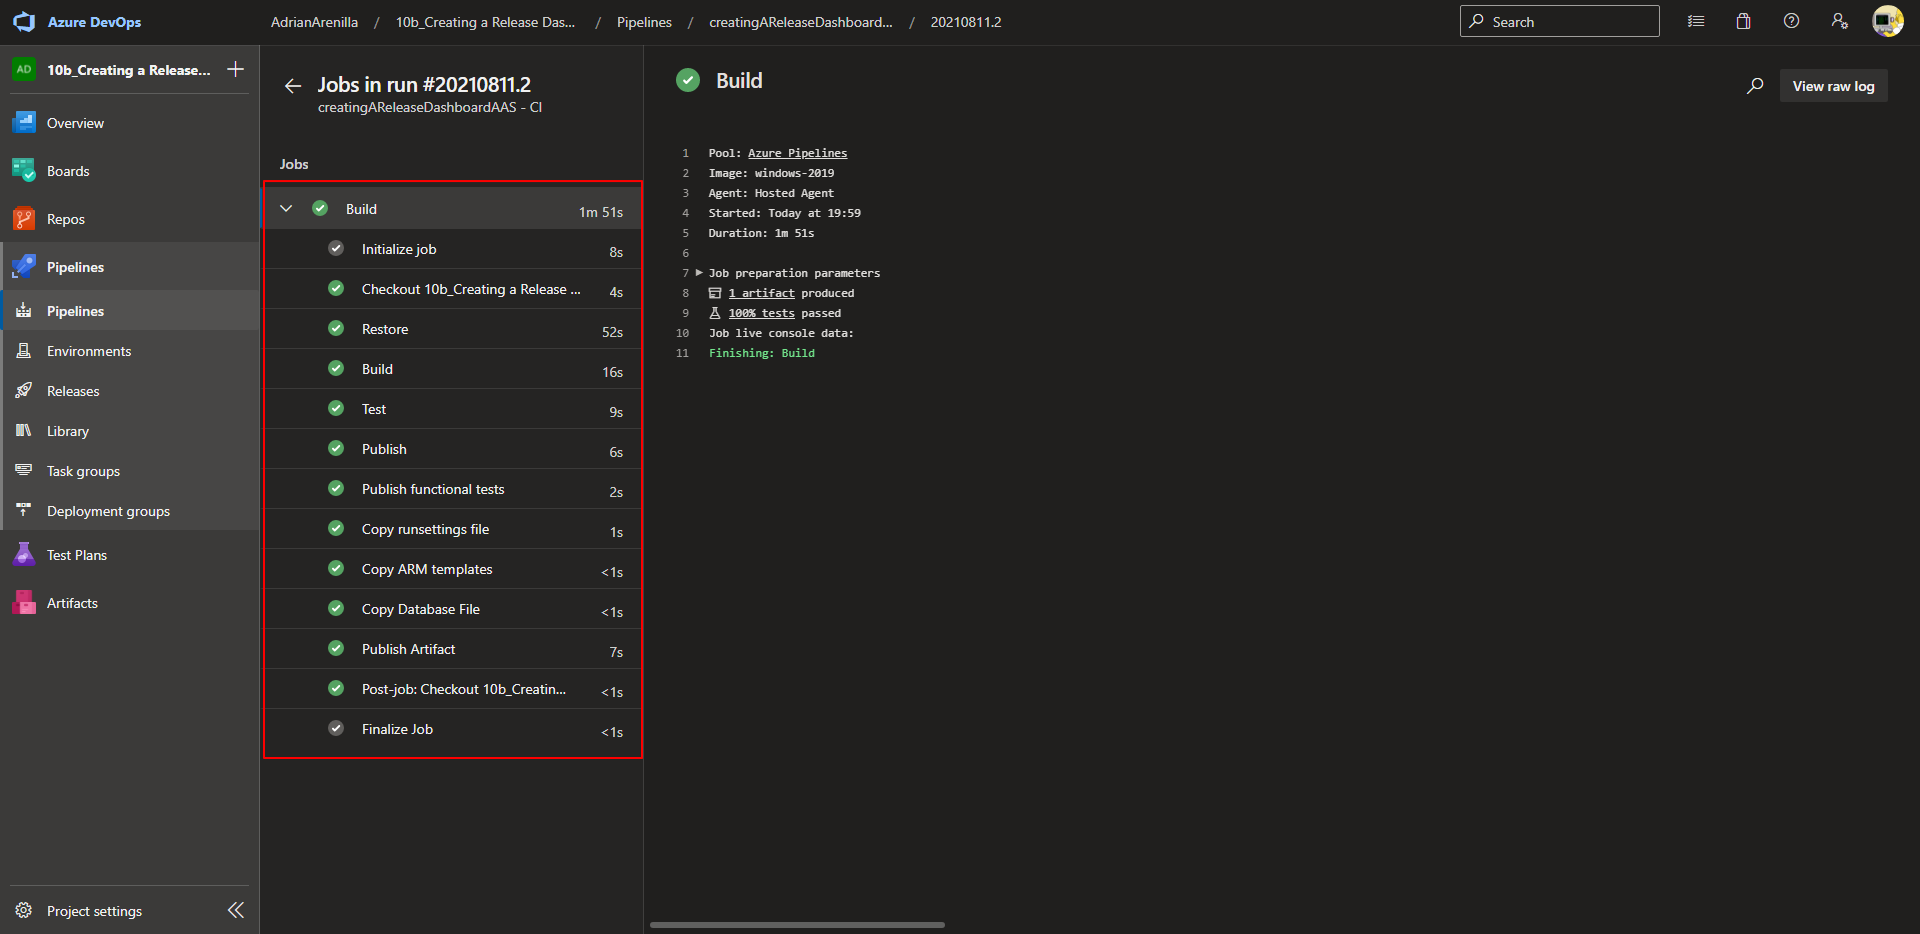 Azure DevOps
AdrianArenilla / 10b_Creating a Release Das... / Pipelines / creatingAReleaseDashboard... / 20210811.2
Search
AD
10b_Creating a Release...
Overview
Boards
Repos
Pipelines
Pipelines
Environments
Releases
Library
Task groups
Deployment groups
Test Plans
Artifacts
Project settings
Jobs in run #20210811.2
creatingAReleaseDashboardAAS - CI
Jobs
Build 1m 51s
Initialize job 8s
Checkout 10b_Creating a Release ... 4s
Restore 52s
Build 16s
Test 9s
Publish 6s
Publish functional tests 2s
Copy runsettings file 1s
Copy ARM templates <1s
Copy Database File <1s
Publish Artifact 7s
Post-job: Checkout 10b_Creatin... <1s
Finalize Job <1s
Build
View raw log
1 Pool: Azure Pipelines
2 Image: windows-2019
3 Agent: Hosted Agent
4 Started: Today at 19:59
5 Duration: 1m 51s
6
7 Job preparation parameters
8 1 artifact produced
9 100% tests passed
10 Job live console data:
11 Finishing: Build